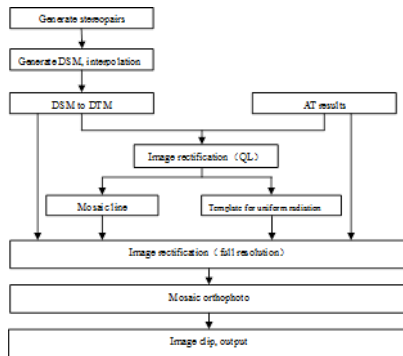 Generate stereopairs
Generate DSM, interpolation
DSM to DTM
AT results
Image rectification（QL）
Mosaic line
Template for uniform radiation
Image rectification（full resolution）
Mosaic orthophoto
Image clip, output